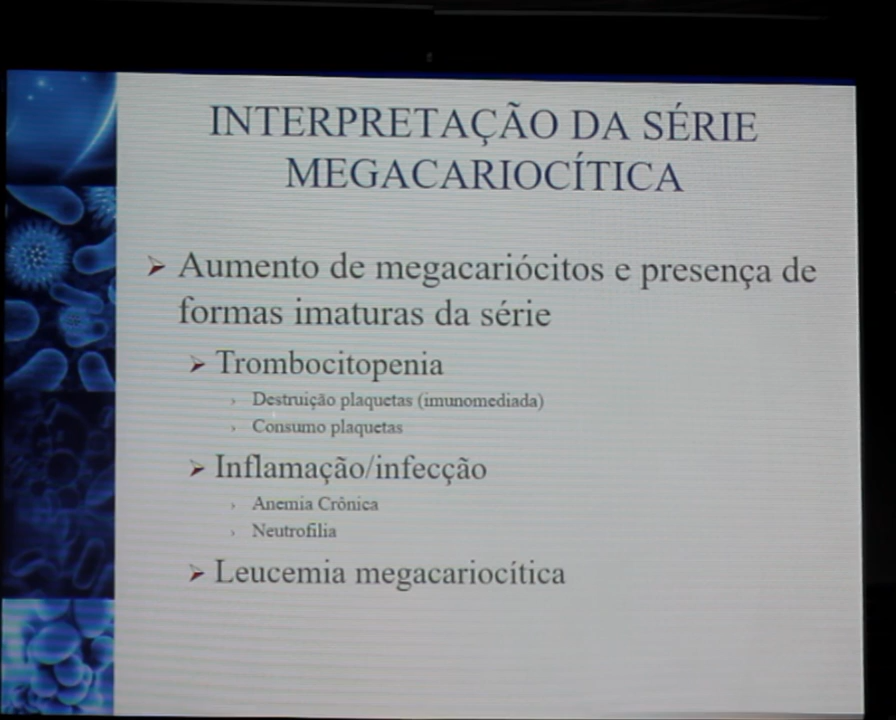 INTERPRETAÇÃO DA SÉRIE
MEGACARIOCÍTICA
Aumento de megacariócitos e presença de
formas imaturas da série
Trombocitopenia
Destruição plaquetas (imunomediada)
Consumo plaquetas
Inflamação/infecção
Anemia Crônica
Neutrofilia
Leucemia megacariocítica